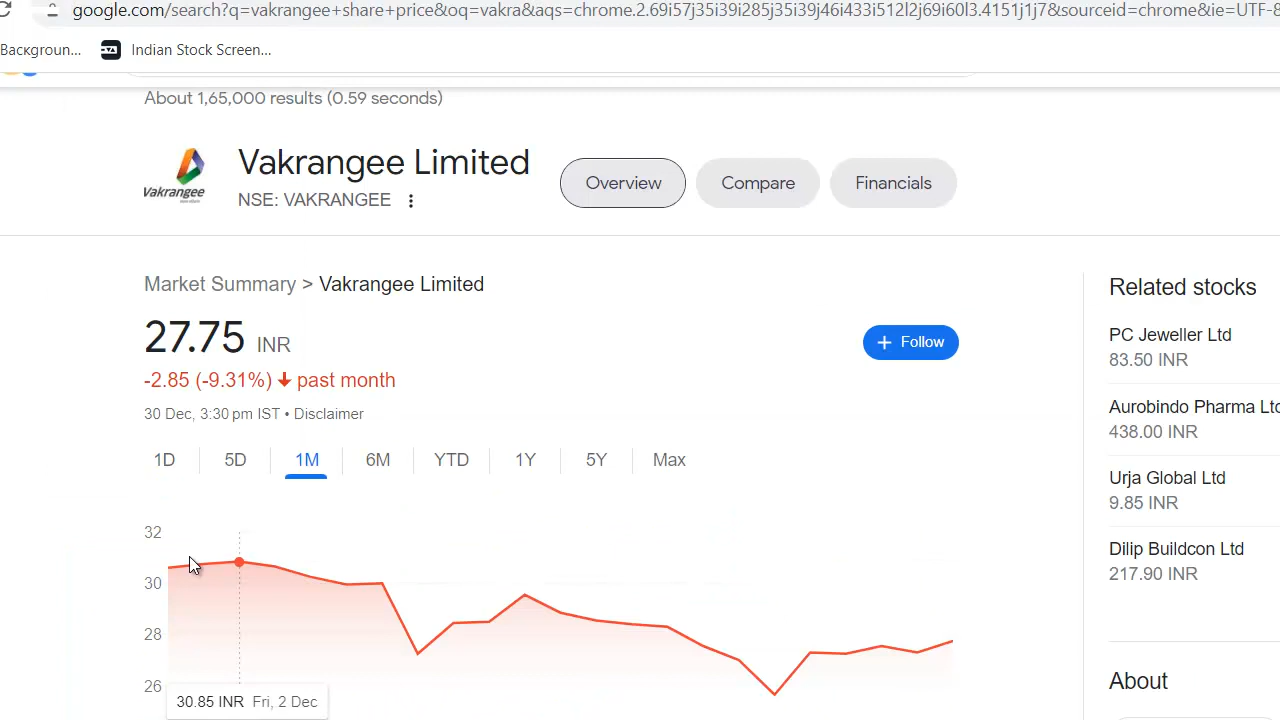 google.com/search?q=vakrangee+share+price&oq=vakra&aqs=chrome.2.69i57j35i39i285j35i39j46i433i512l2j69i60l3.4151j1j7&sourceid=chrome&ie=UTF-8
Backgroun... Indian Stock Screen...
About 1,65,000 results (0.59 seconds)
Vakrangee
Vakrangee Limited
NSE: VAKRANGEE
Overview Compare Financials
Market Summary > Vakrangee Limited
27.75 INR
+ Follow
-2.85 (-9.31%) ↓ past month
30 Dec, 3:30 pm IST • Disclaimer
1D 5D 1M 6M YTD 1Y 5Y Max
32
30
28
26
30.85 INR Fri, 2 Dec
Related stocks
PC Jeweller Ltd
83.50 INR
Aurobindo Pharma Ltd
438.00 INR
Urja Global Ltd
9.85 INR
Dilip Buildcon Ltd
217.90 INR
About